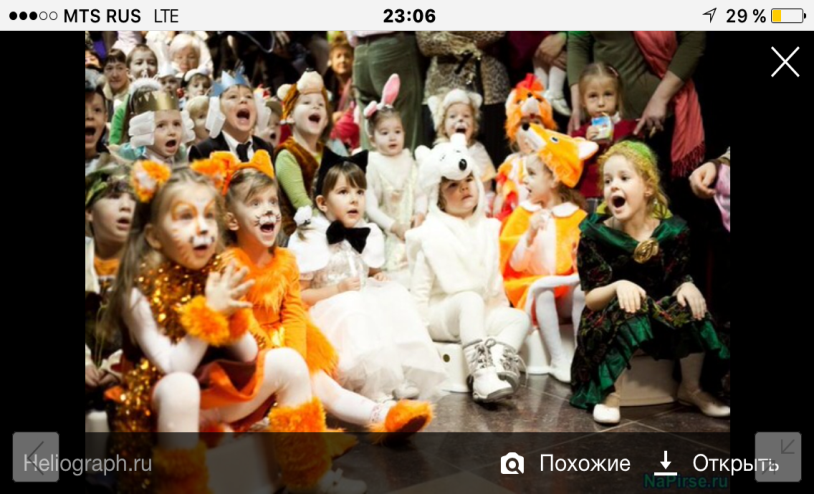 MTS RUS LTE 23:06 29 %
Heliograph.ru Похожие Открыть
NaPirse.ru